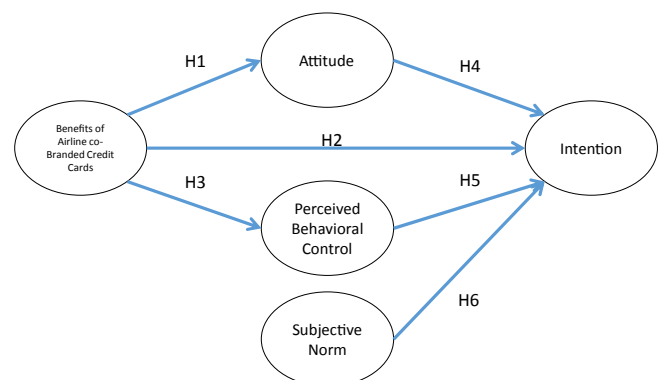 H1
Attitude
H4
Benefits of
Airline co-
Branded Credit
Cards
H2
Intention
H3
Perceived
Behavioral
Control
H5
Subjective
Norm
H6